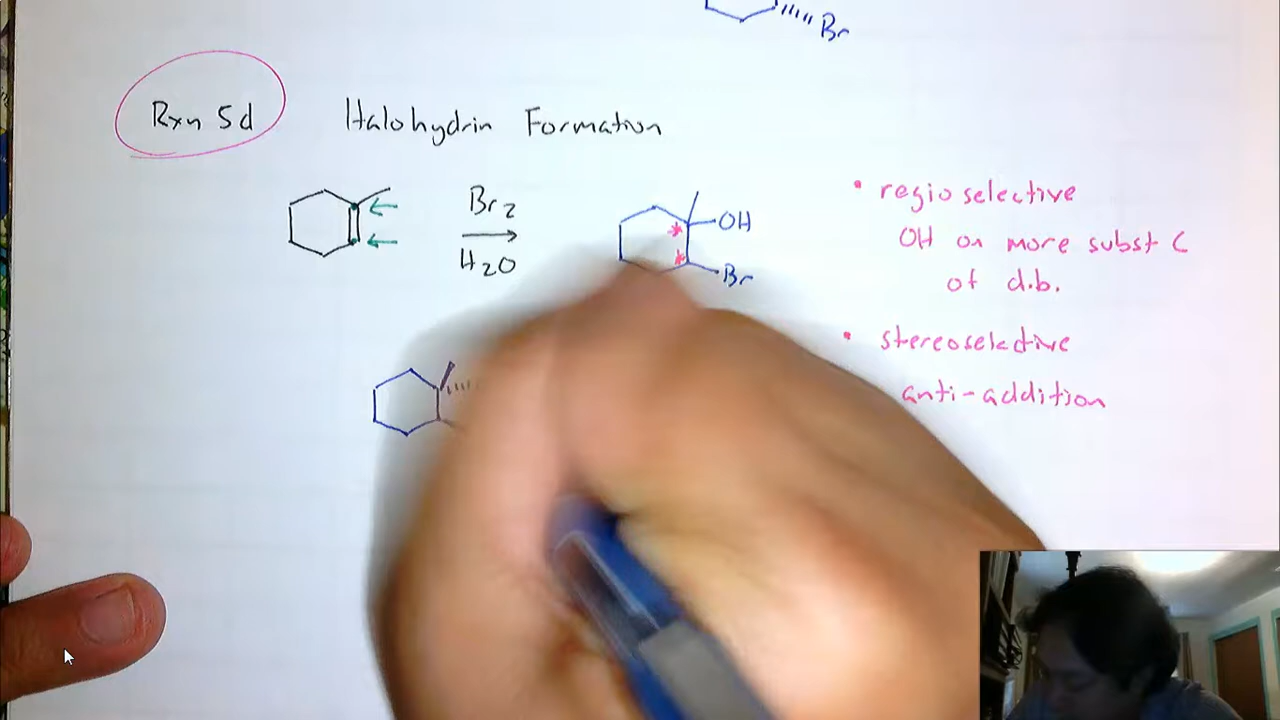 Br
Rxn 5d Halohydrin Formation
Br2
H2O
OH
Br
• regioselective
OH on more subst C
of d.b.
• stereoselective
anti-addition